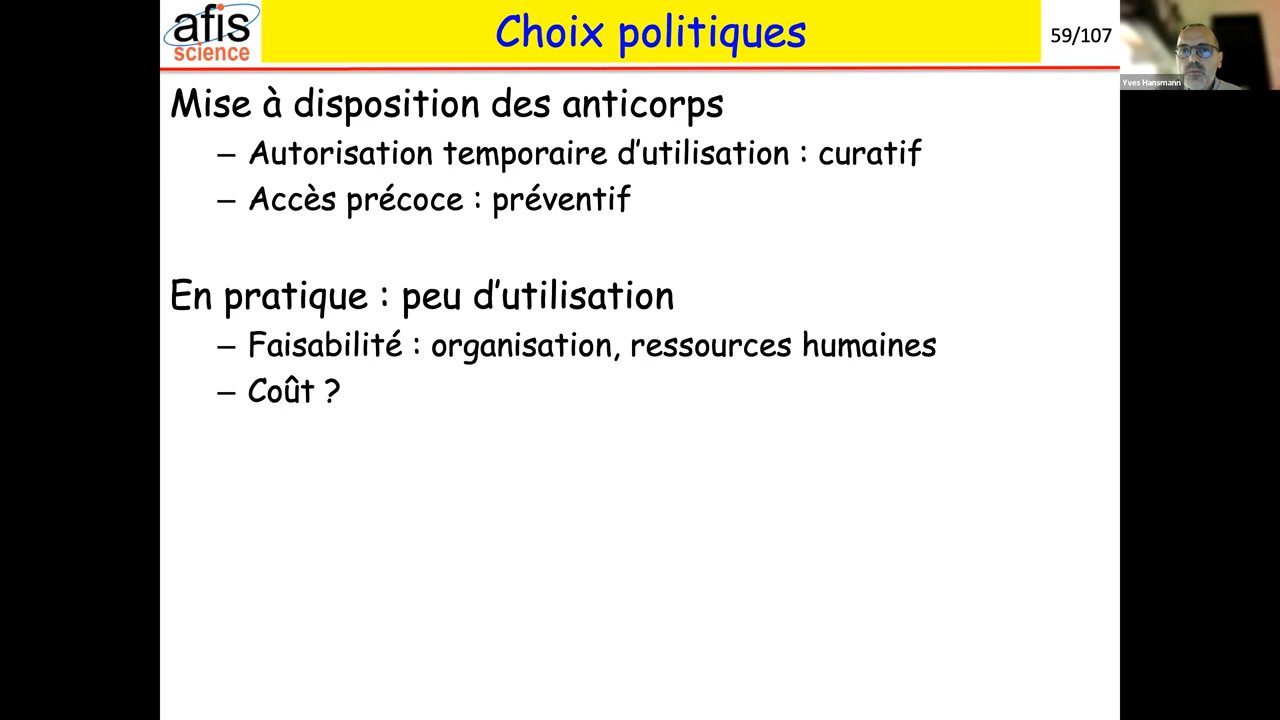 afis
science
Choix politiques
59/107
Yves Hansmann
Mise à disposition des anticorps
– Autorisation temporaire d’utilisation : curatif
– Accès précoce : préventif
En pratique : peu d’utilisation
– Faisabilité : organisation, ressources humaines
– Coût ?